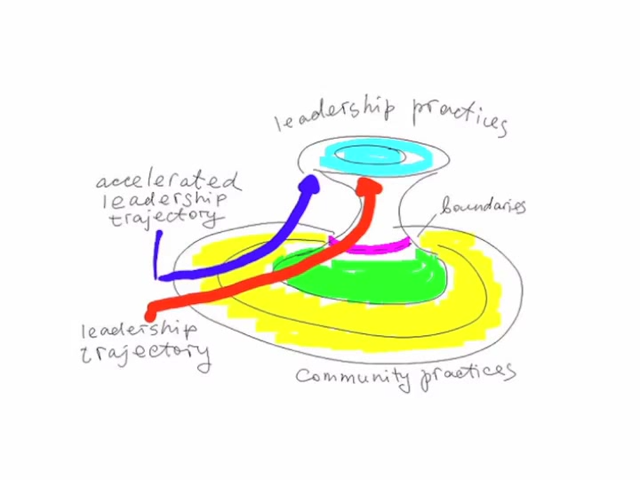 leadership practices
accelerated
leadership
trajectory
boundaries
leadership
trajectory
community practices